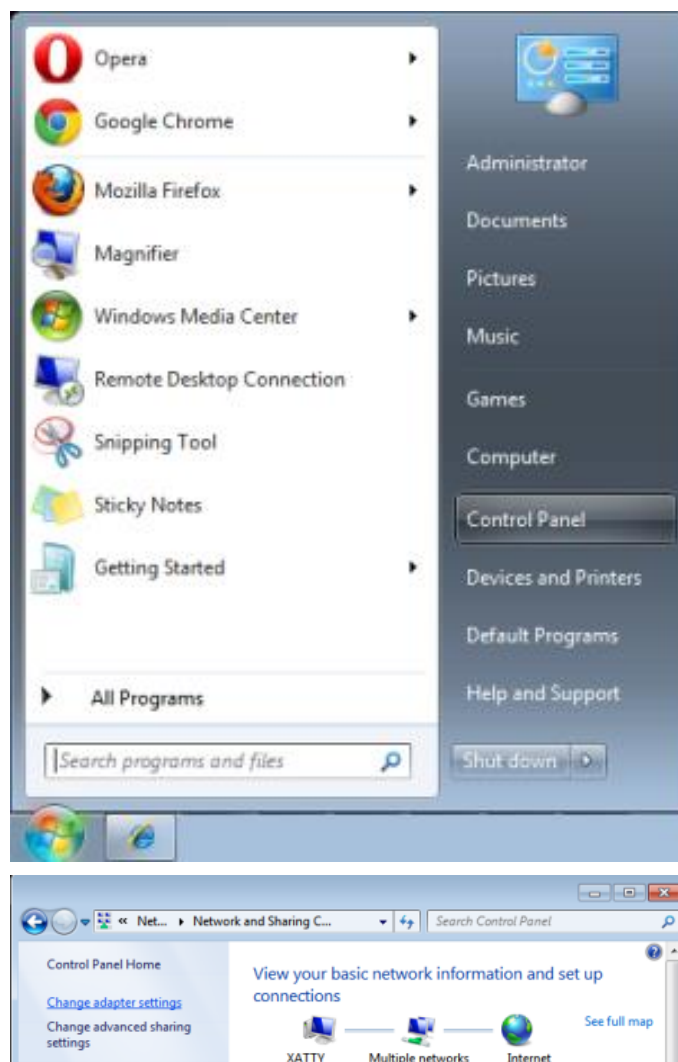 Opera
Google Chrome
Mozilla Firefox
Magnifier
Windows Media Center
Remote Desktop Connection
Snipping Tool
Sticky Notes
Getting Started
All Programs
Search programs and files
Administrator
Documents
Pictures
Music
Games
Computer
Control Panel
Devices and Printers
Default Programs
Help and Support
Shut down
« Net... Network and Sharing C...
Search Control Panel
Control Panel Home
Change adapter settings
Change advanced sharing
settings
View your basic network information and set up
connections
See full map
XATTY Multiple networks Internet